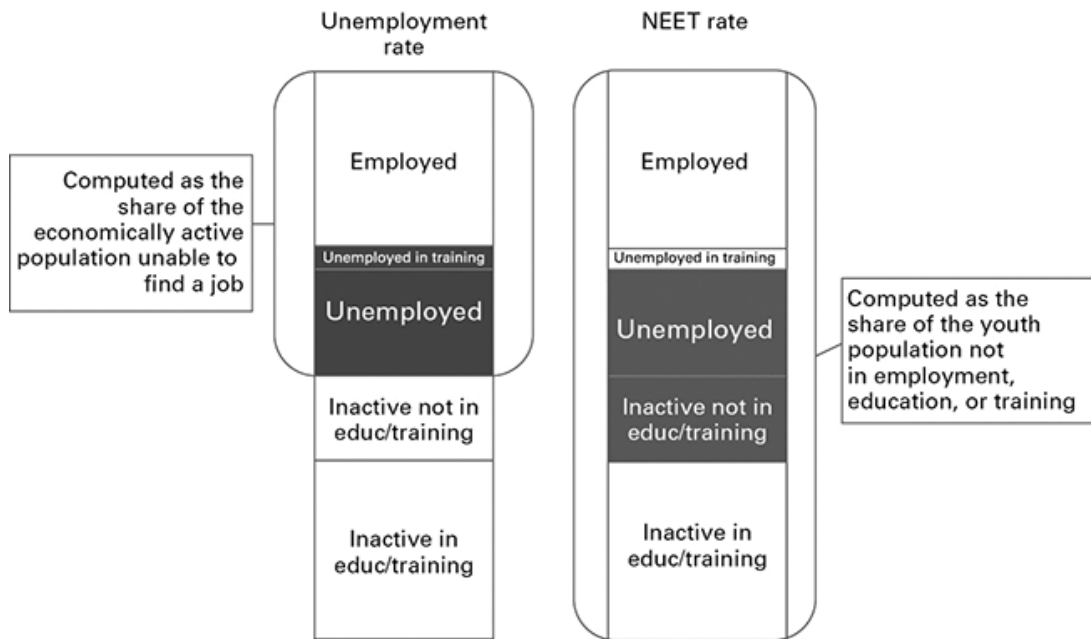 Unemployment
rate
NEET rate
Computed as the
share of the
economically active
population unable to
find a job
Employed
Unemployed in training
Unemployed
Inactive not in
educ/training
Inactive in
educ/training
Employed
Unemployed in training
Unemployed
Inactive not in
educ/training
Inactive in
educ/training
Computed as the
share of the youth
population not
in employment,
education, or training